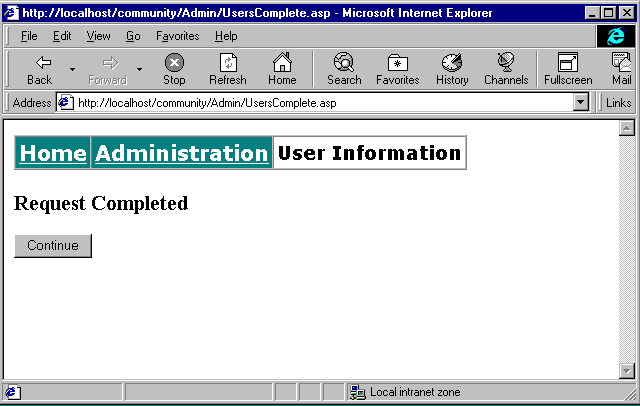 http://localhost/community/Admin/UsersComplete.asp - Microsoft Internet Explorer
File Edit View Go Favorites Help
Back Forward Stop Refresh Home Search Favorites History Channels Fullscreen Mail
Address http://localhost/community/Admin/UsersComplete.asp Links
Home Administration User Information
Request Completed
Continue
Local intranet zone